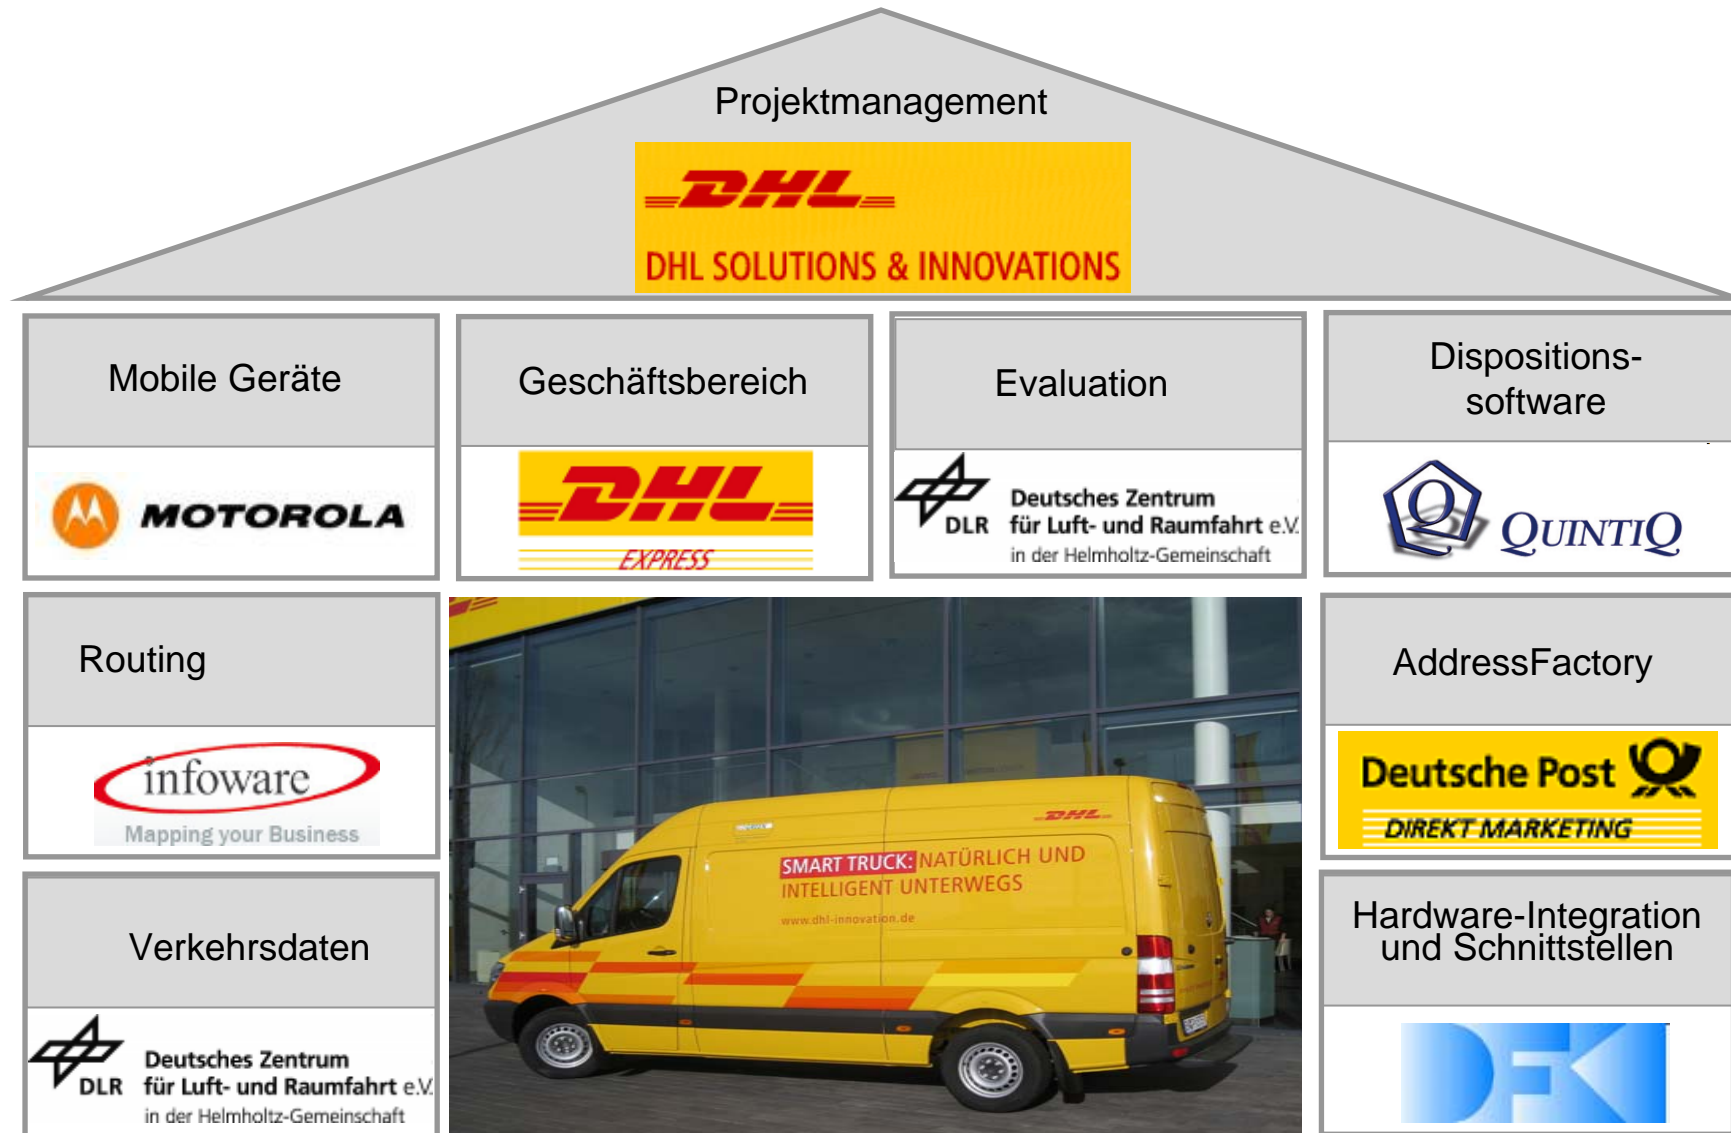 Projektmanagement
DHL
DHL SOLUTIONS & INNOVATIONS
Mobile Geräte
MOTOROLA
Geschäftsbereich
DHL
EXPRESS
Evaluation
DLR
Deutsches Zentrum
für Luft- und Raumfahrt e.V.
in der Helmholtz-Gemeinschaft
Dispositions-
software
Q
QUINTIQ
Routing
infoware
Mapping your Business
DHL
SMART TRUCK: NATÜRLICH UND
INTELLIGENT UNTERWEGS
www.dhl-innovation.de
AddressFactory
Deutsche Post
DIREKT MARKETING
Verkehrsdaten
DLR
Deutsches Zentrum
für Luft- und Raumfahrt e.V.
in der Helmholtz-Gemeinschaft
Hardware-Integration
und Schnittstellen
DFK